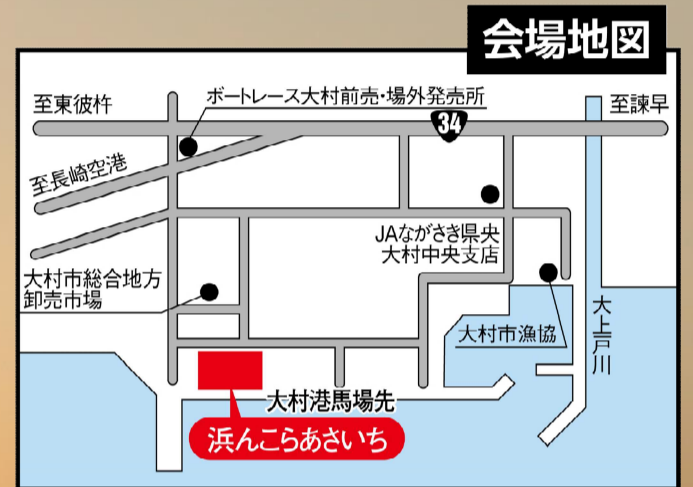 会場地図
至東彼杵
ボートレース大村前売・場外発売所
34
至諫早
至長崎空港
JAながさき県央
大村中央支店
大村市総合地方
卸売市場
大村市漁協
大上戸川
大村港馬場先
浜んこらあさいち